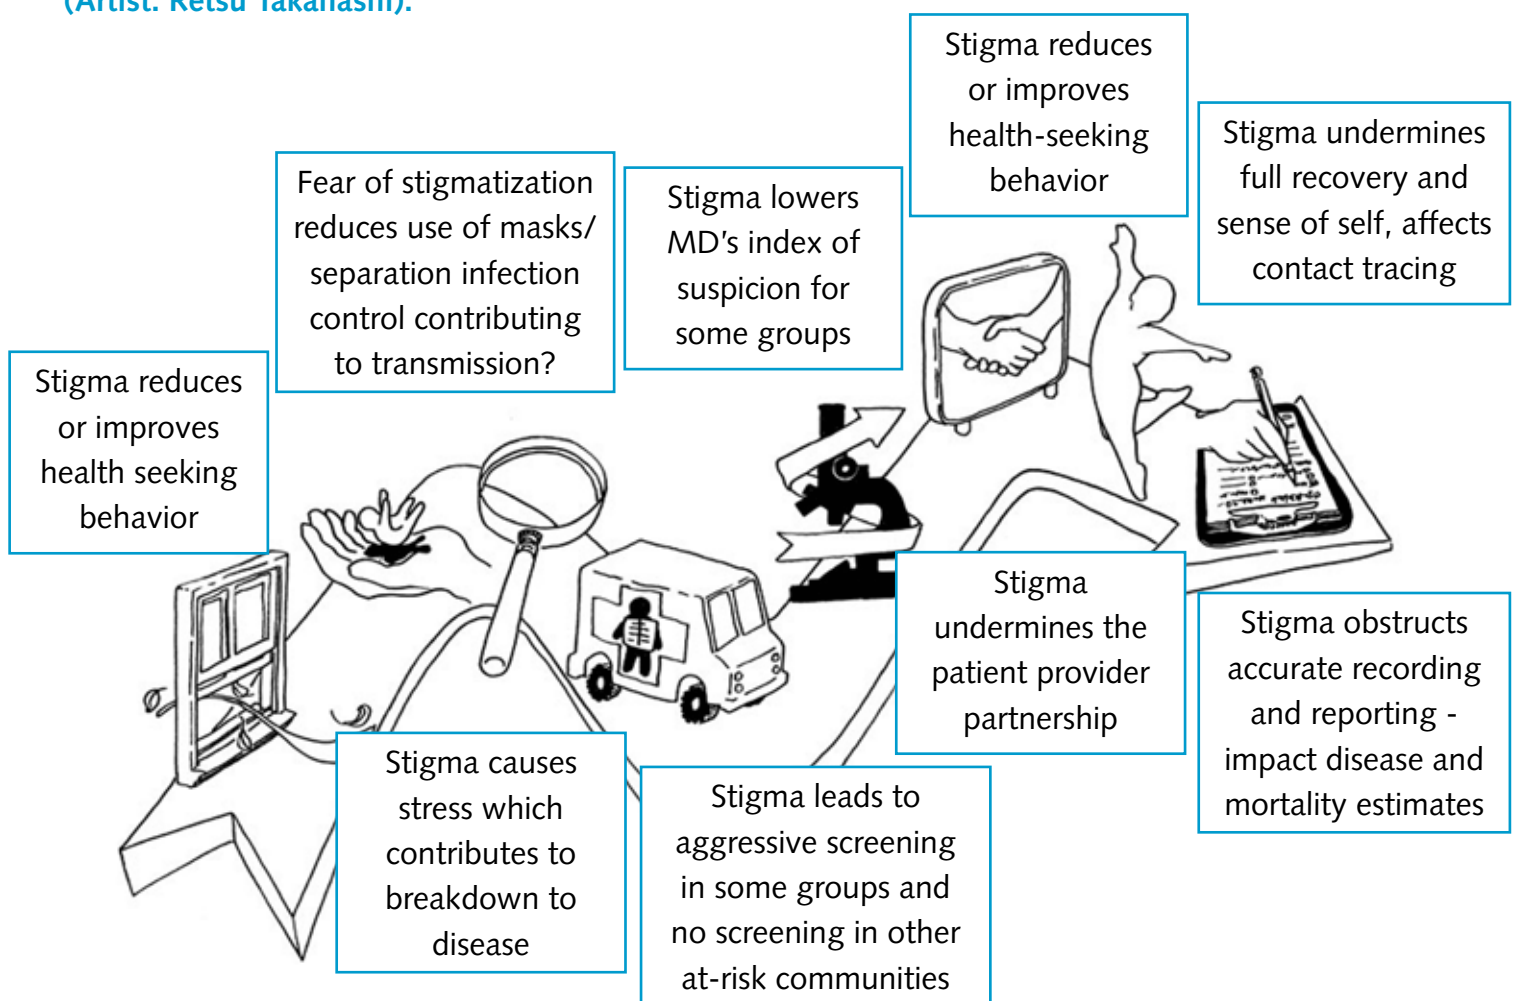 (Artist: Retsu Takahashi).
Stigma reduces
or improves
health-seeking
behavior
Stigma undermines
full recovery and
sense of self, affects
contact tracing
Fear of stigmatization
reduces use of masks/
separation infection
control contributing
to transmission?
Stigma lowers
MD's index of
suspicion for
some groups
Stigma reduces
or improves
health seeking
behavior
Stigma
undermines the
patient provider
partnership
Stigma obstructs
accurate recording
and reporting -
impact disease and
mortality estimates
Stigma causes
stress which
contributes to
breakdown to
disease
Stigma leads to
aggressive screening
in some groups and
no screening in other
at-risk communities